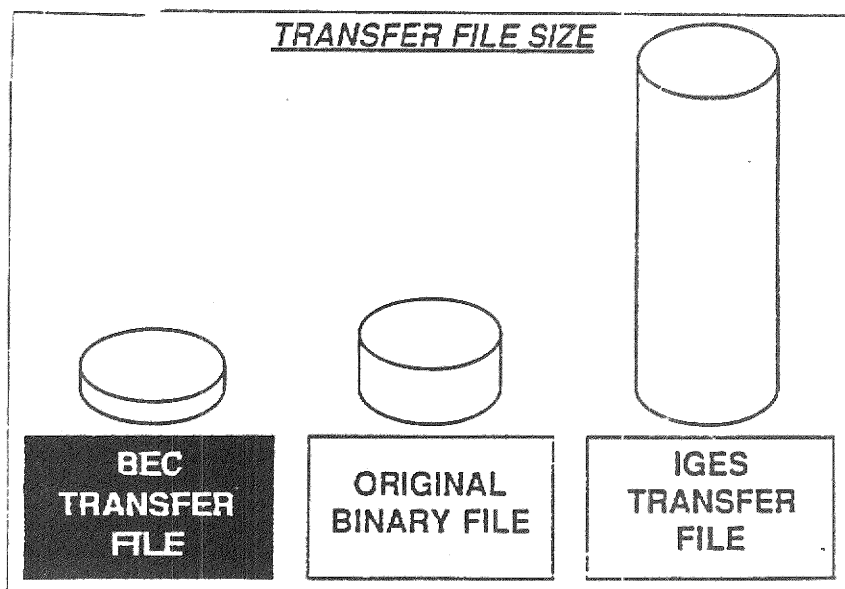 TRANSFER FILE SIZE
BEC
TRANSFER
FILE
ORIGINAL
BINARY FILE
IGES
TRANSFER
FILE